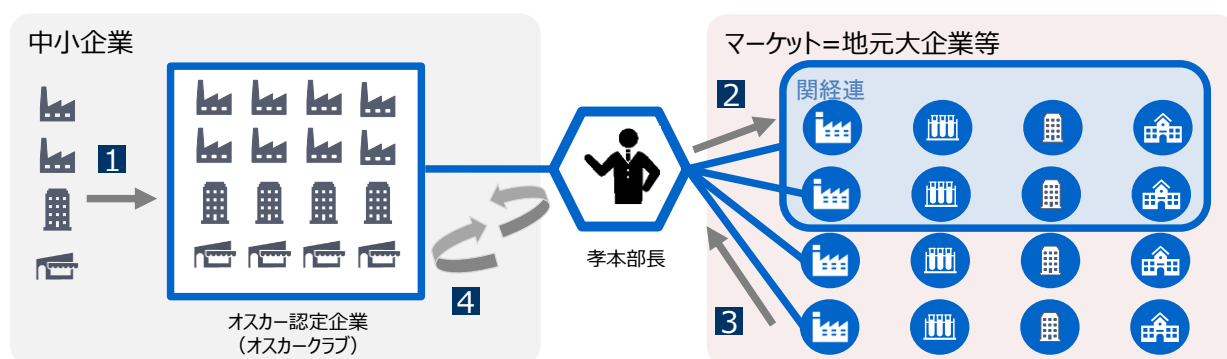 中小企業
1
オスカー認定企業
（オスカークラブ）
4
孝本部長
マーケット=地元大企業等
関経連
2
3